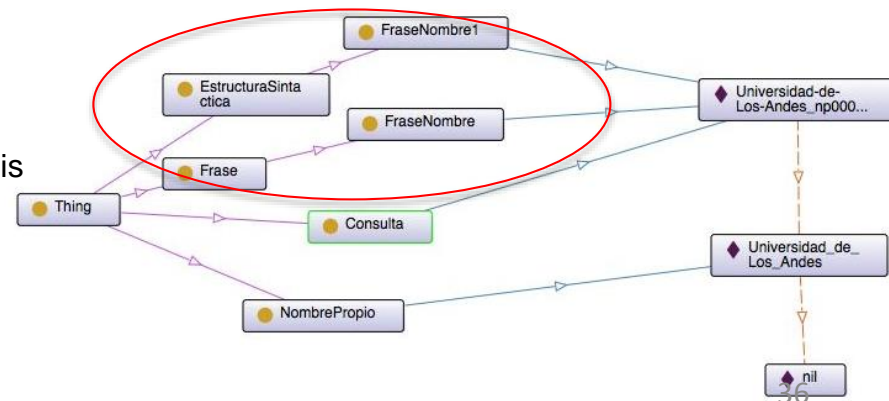 FraseNombre1
EstructuraSinta
ctica
Universidad-de-
Los-Andes_np000...
FraseNombre
is
Frase
Thing
Consulta
Universidad_de_
Los_Andes
NombrePropio
nil
36